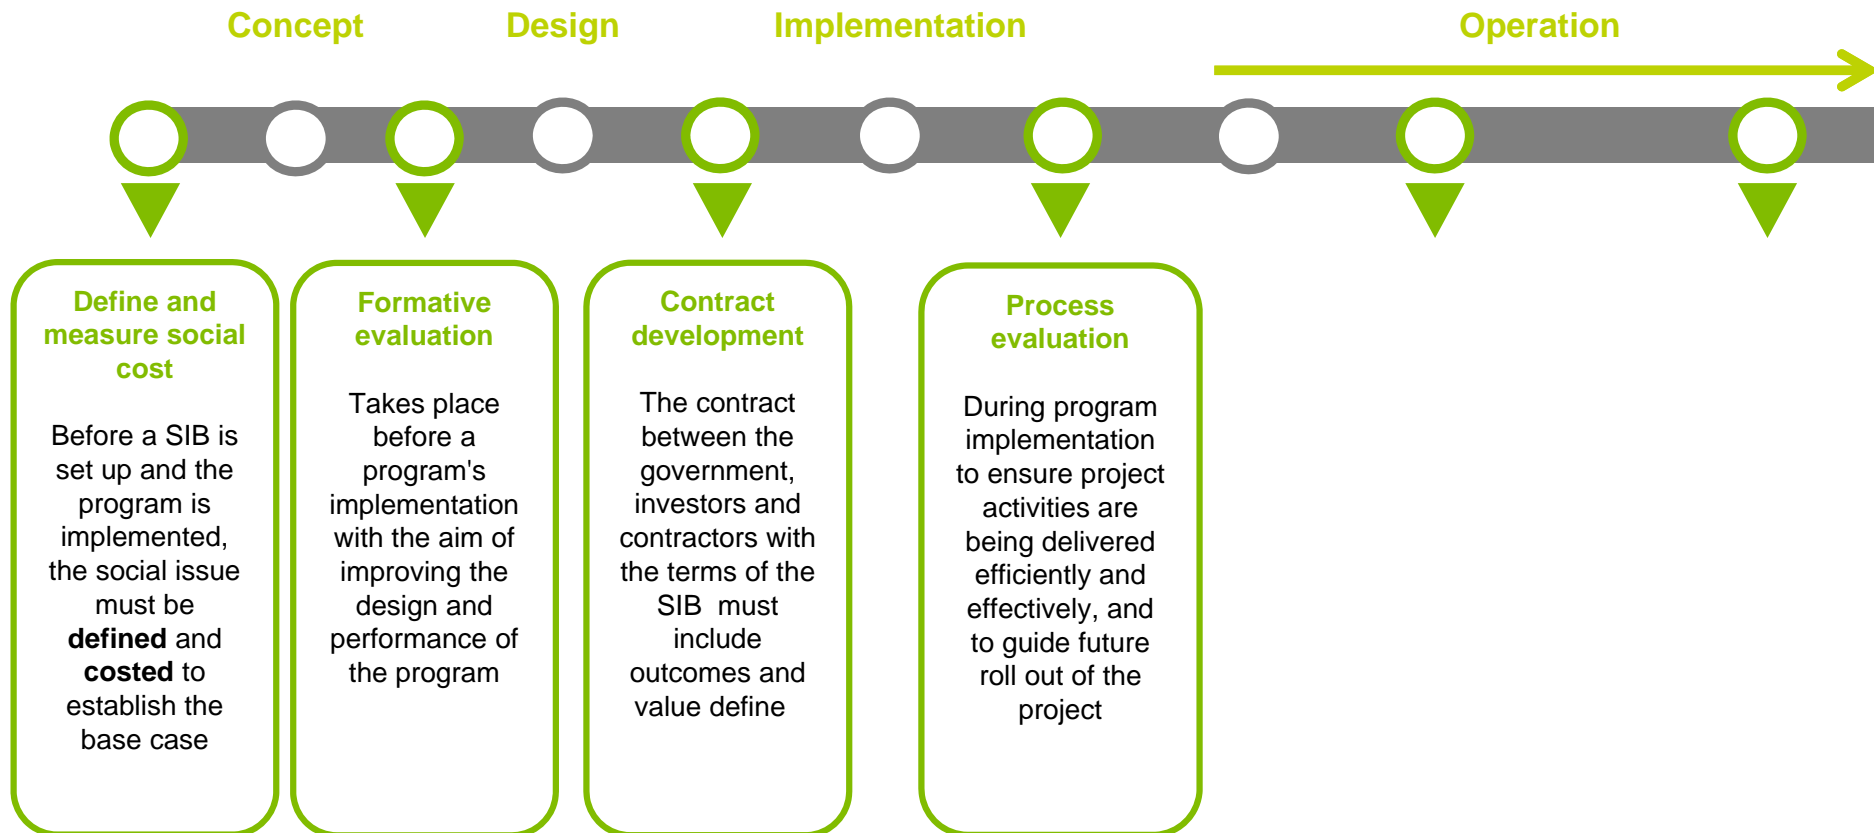 Concept
Design
Implementation
Operation
Define and
measure social
cost
Before a SIB is
set up and the
program is
implemented,
the social issue
must be
defined and
costed to
establish the
base case
Formative
evaluation
Takes place
before a
program's
implementation
with the aim of
improving the
design and
performance of
the program
Contract
development
The contract
between the
government,
investors and
contractors with
the terms of the
SIB  must
include
outcomes and
value define
Process
evaluation
During program
implementation
to ensure project
activities are
being delivered
efficiently and
effectively, and
to guide future
roll out of the
project